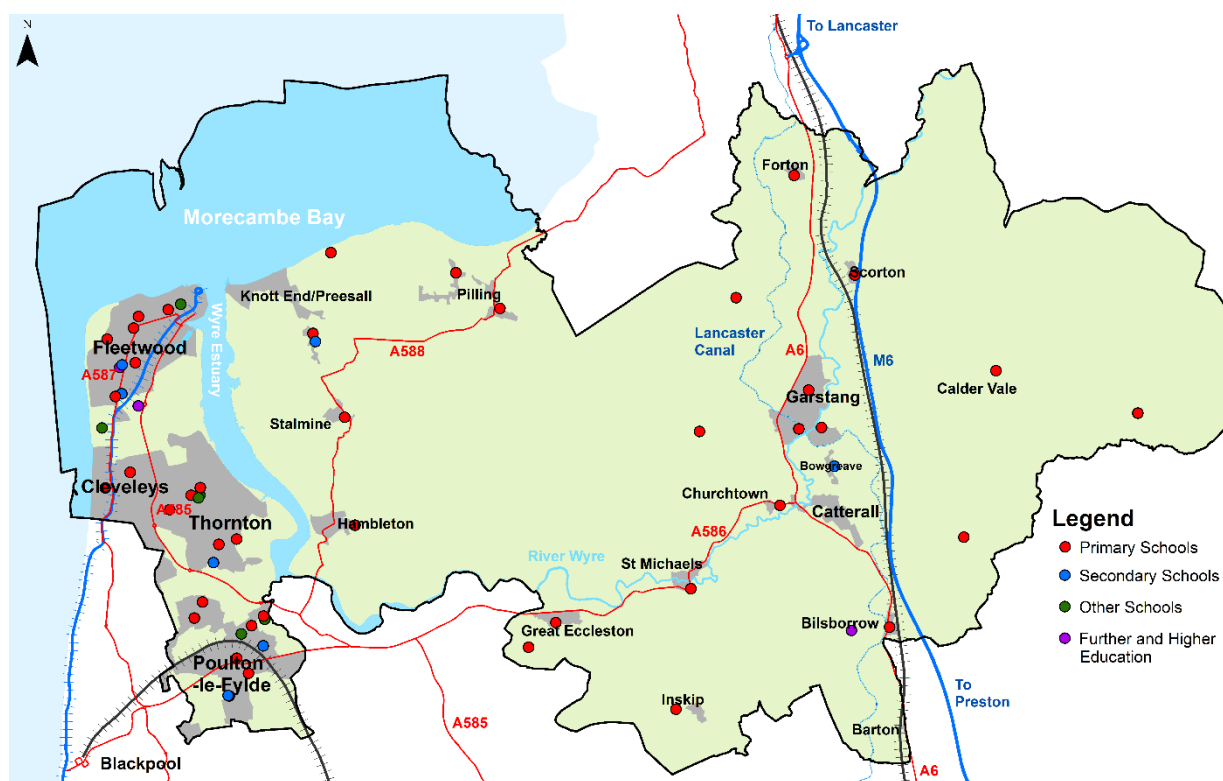 N
To Lancaster
Morecambe Bay
Forton
Scorton
Knott End/Preesall
Pilling
Wyre Estuary
Lancaster
Canal
Fleetwood
A588
A6
M6
A587
Calder Vale
Garstang
Stalmine
Bowgreave
Cleveleys
Churchtown
Catterall
A585
Thornton
Hambleton
A586
River Wyre
St Michaels
Great Eccleston
Bilsborrow
Poulton
-le-Fylde
Inskip
To
Preston
A585
Barton
Blackpool
A6
Legend
Primary Schools
Secondary Schools
Other Schools
Further and Higher
Education